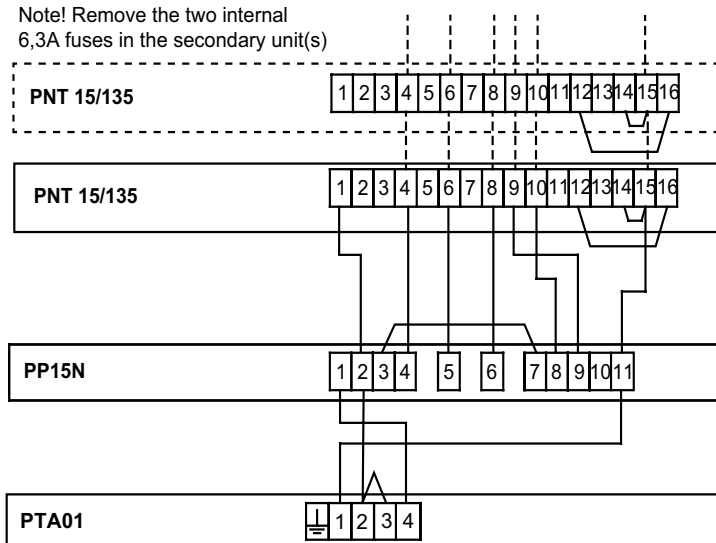 Note! Remove the two internal
6,3A fuses in the secondary unit(s)
PNT 15/135 1 2 3 4 5 6 7 8 9 10 11 12 13 14 15 16
PNT 15/135 1 2 3 4 5 6 7 8 9 10 11 12 13 14 15 16
PP15N 1 2 3 4 5 6 7 8 9 10 11
PTA01 1 2 3 4